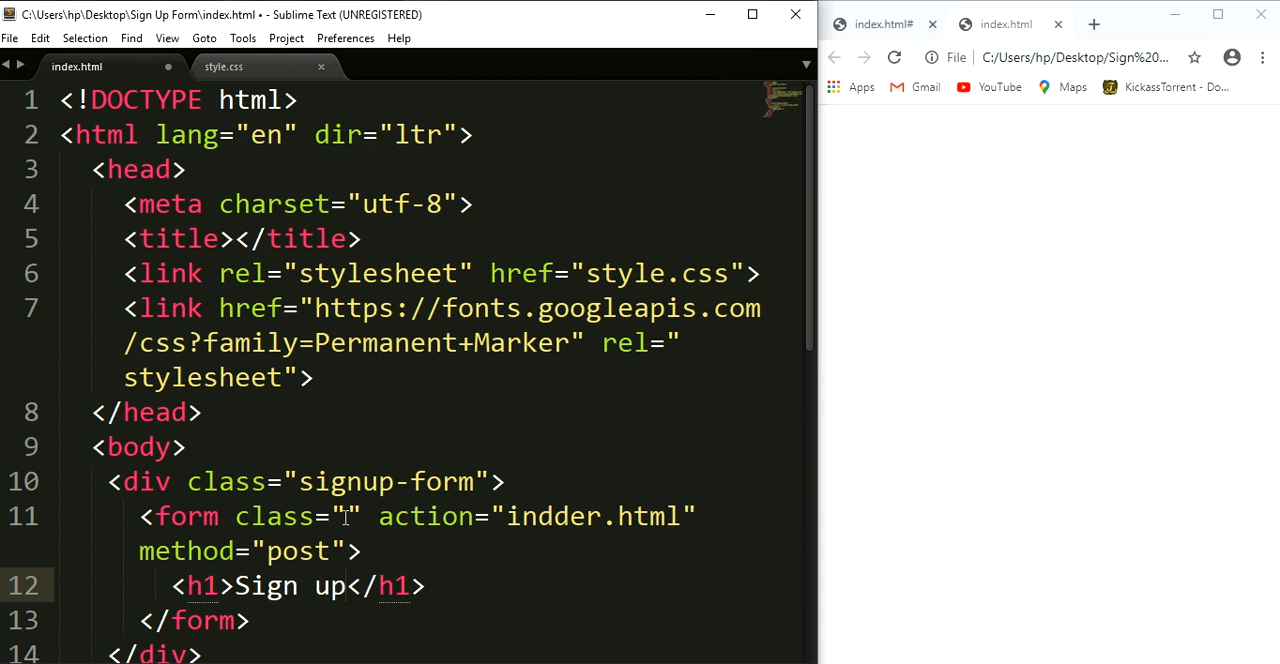 C:\Users\hp\Desktop\Sign Up Form\index.html • - Sublime Text (UNREGISTERED)
File Edit Selection Find View Goto Tools Project Preferences Help
index.html style.css
1 <!DOCTYPE html>
2 <html lang="en" dir="ltr">
3 <head>
4 <meta charset="utf-8">
5 <title></title>
6 <link rel="stylesheet" href="style.css">
7 <link href="https://fonts.googleapis.com
/css?family=Permanent+Marker" rel="
stylesheet">
8 </head>
9 <body>
10 <div class="signup-form">
11 <form class="" action="indder.html"
method="post">
12 <h1>Sign up</h1>
13 </form>
14 </div>
index.html# index.html
File C:/Users/hp/Desktop/Sign%20...
Apps Gmail YouTube Maps KickassTorrent - Do...